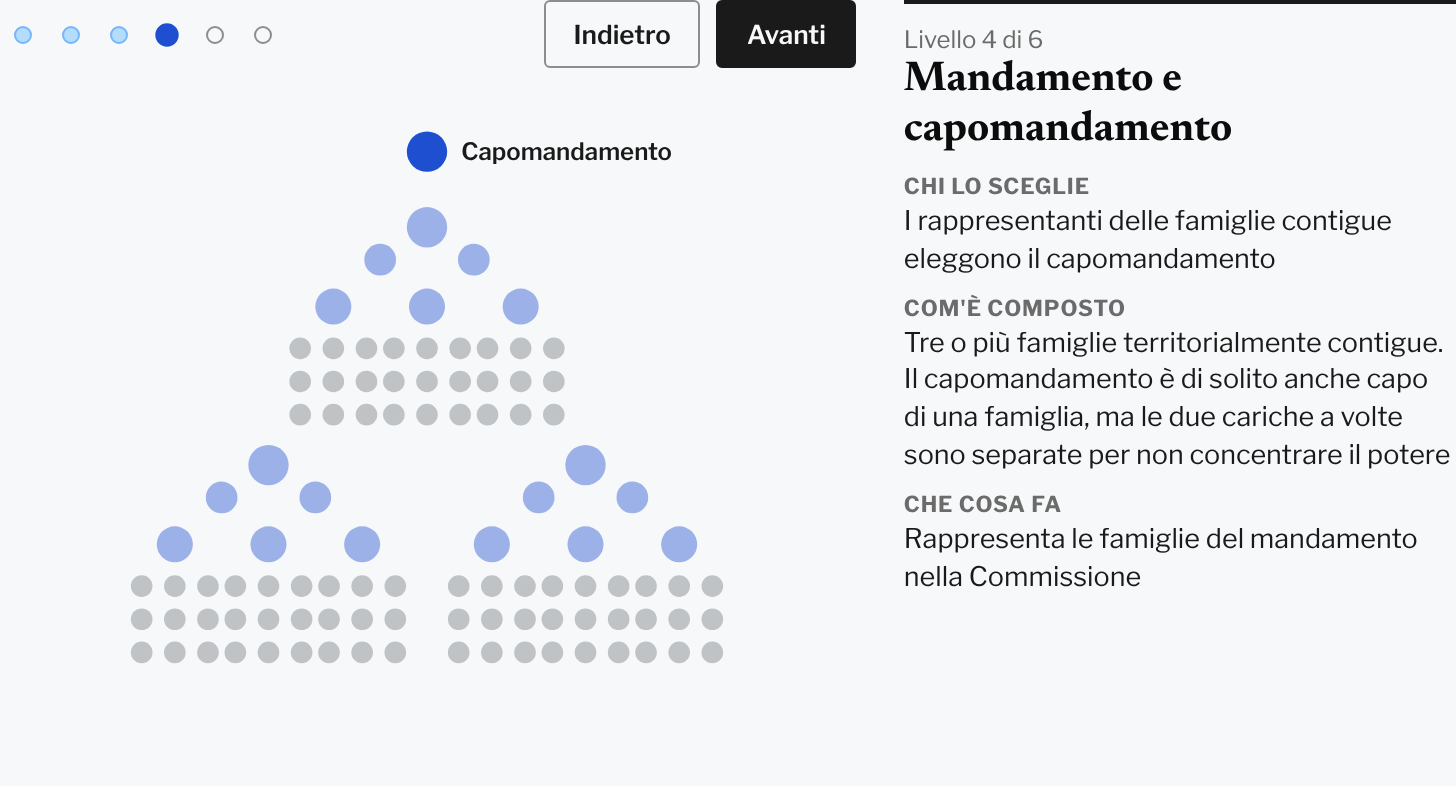 Indietro
Avanti
Capomandamento
Livello 4 di 6
Mandamento e
capomandamento
CHI LO SCEGLIE
I rappresentanti delle famiglie contigue
eleggono il capomandamento
COM'È COMPOSTO
Tre o più famiglie territorialmente contigue.
Il capomandamento è di solito anche capo
di una famiglia, ma le due cariche a volte
sono separate per non concentrare il potere
CHE COSA FA
Rappresenta le famiglie del mandamento
nella Commissione